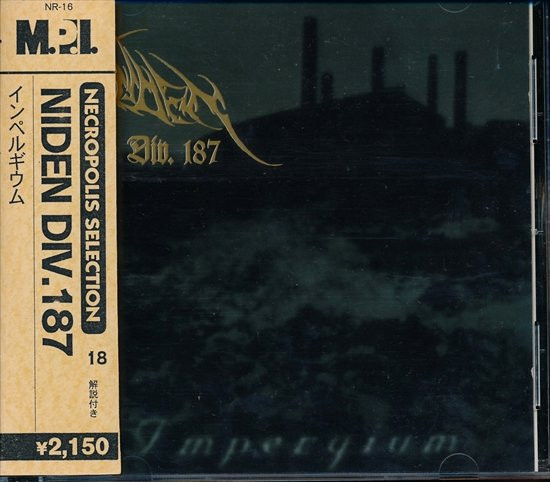 NR-16
M.P.I.
NECROPOLIS SELECTION
18
解説付き
NIDEN DIV.187
インペルギウム
¥2,150
Div. 187
Impergium